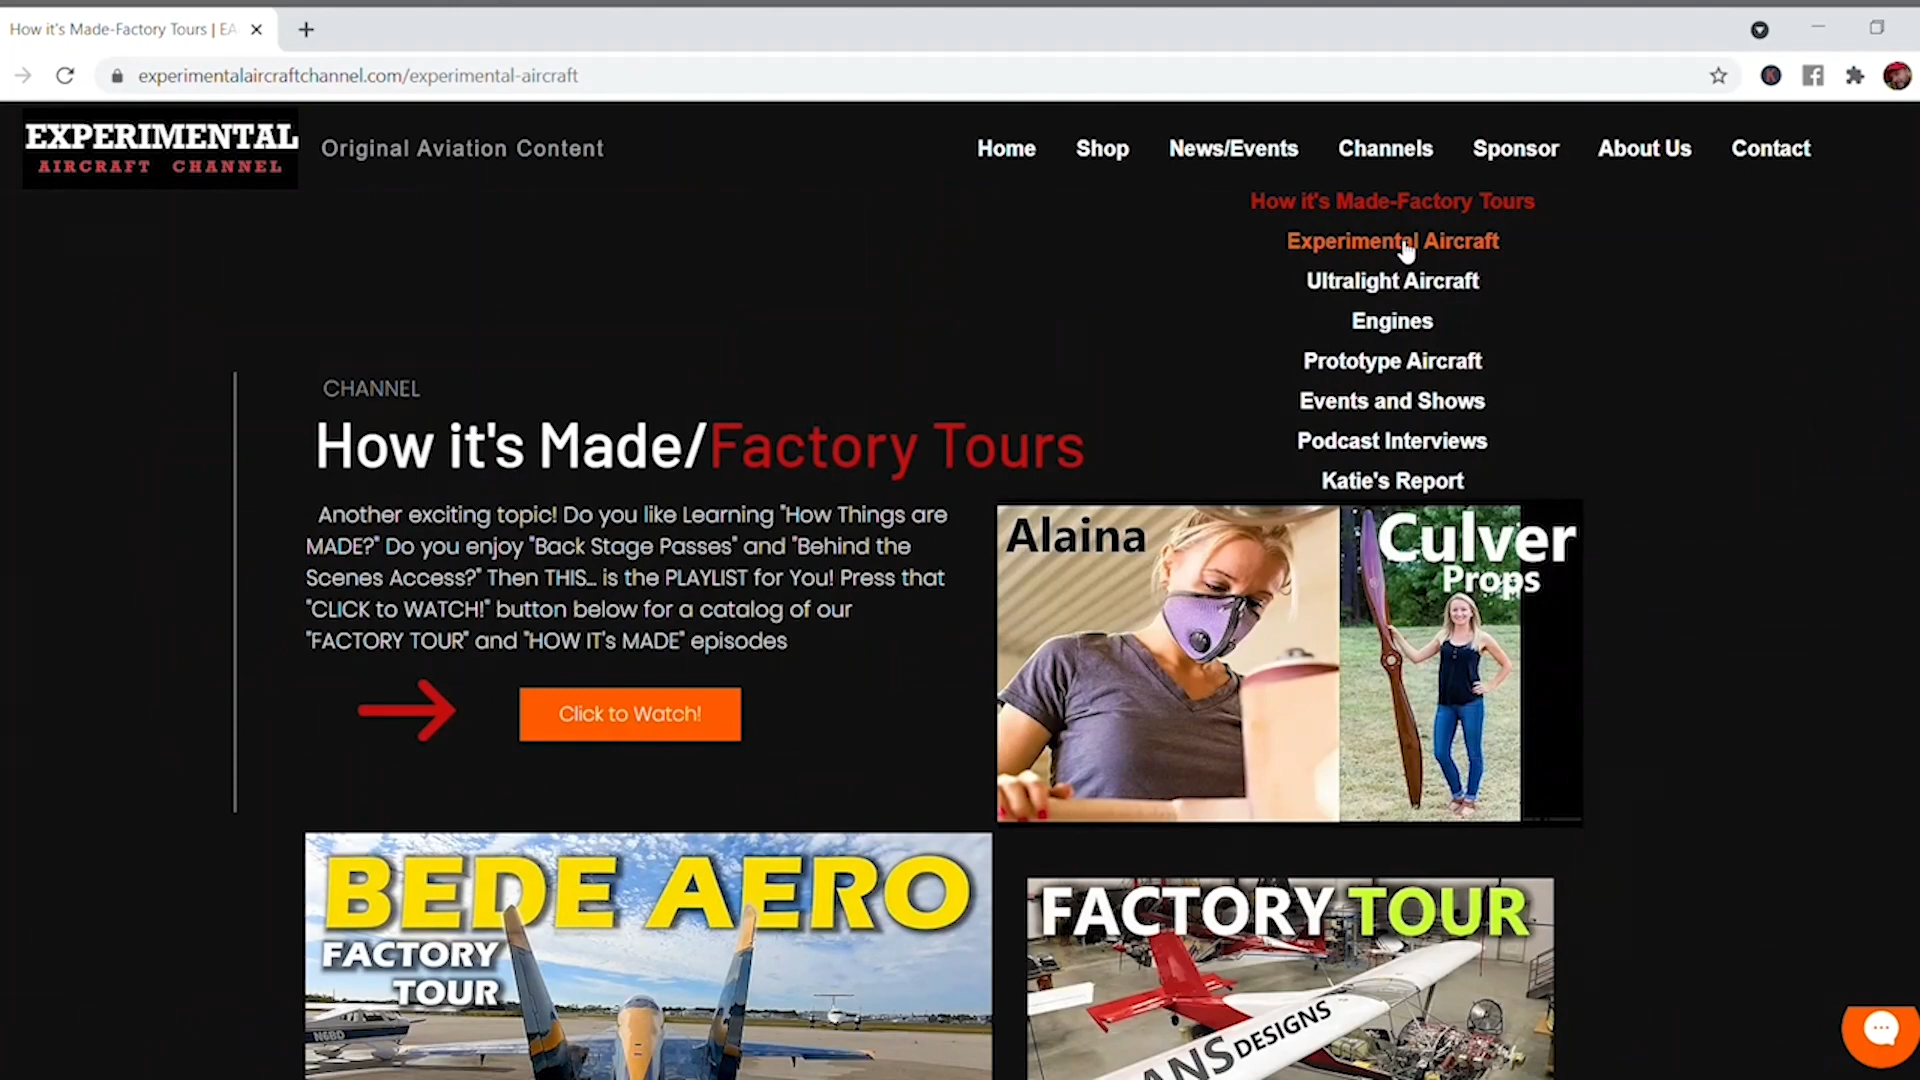 How it's Made-Factory Tours | EA
experimentalaircraftchannel.com/experimental-aircraft
EXPERIMENTAL
AIRCRAFT CHANNEL
Original Aviation Content
Home Shop News/Events Channels Sponsor About Us Contact
How it's Made-Factory Tours
Experimental Aircraft
Ultralight Aircraft
Engines
Prototype Aircraft
Events and Shows
Podcast Interviews
Katie's Report
CHANNEL
How it's Made/Factory Tours
Another exciting topic! Do you like Learning "How Things are
MADE?" Do you enjoy "Back Stage Passes" and "Behind the
Scenes Access?" Then THIS... is the PLAYLIST for You! Press that
"CLICK to WATCH!" button below for a catalog of our
"FACTORY TOUR" and "HOW IT's MADE" episodes
Click to Watch!
Alaina
Culver
Props
BEDE AERO
FACTORY
TOUR
N6BD
FACTORY TOUR
ANS DESIGNS